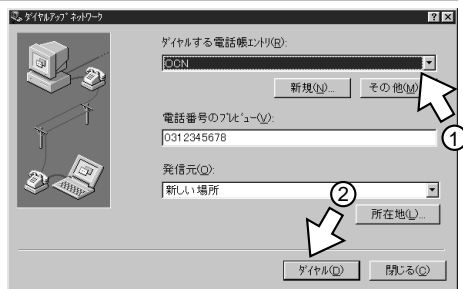 ダイヤルアップ ネットワーク
ダイヤルする電話帳エントリ(R):
OCN
新規(N)... その他(M)
①
電話番号のプレビュー(V):
0312345678
発信元(O):
新しい場所
②
所在地(L)...
ダイヤル(D) 閉じる(C)